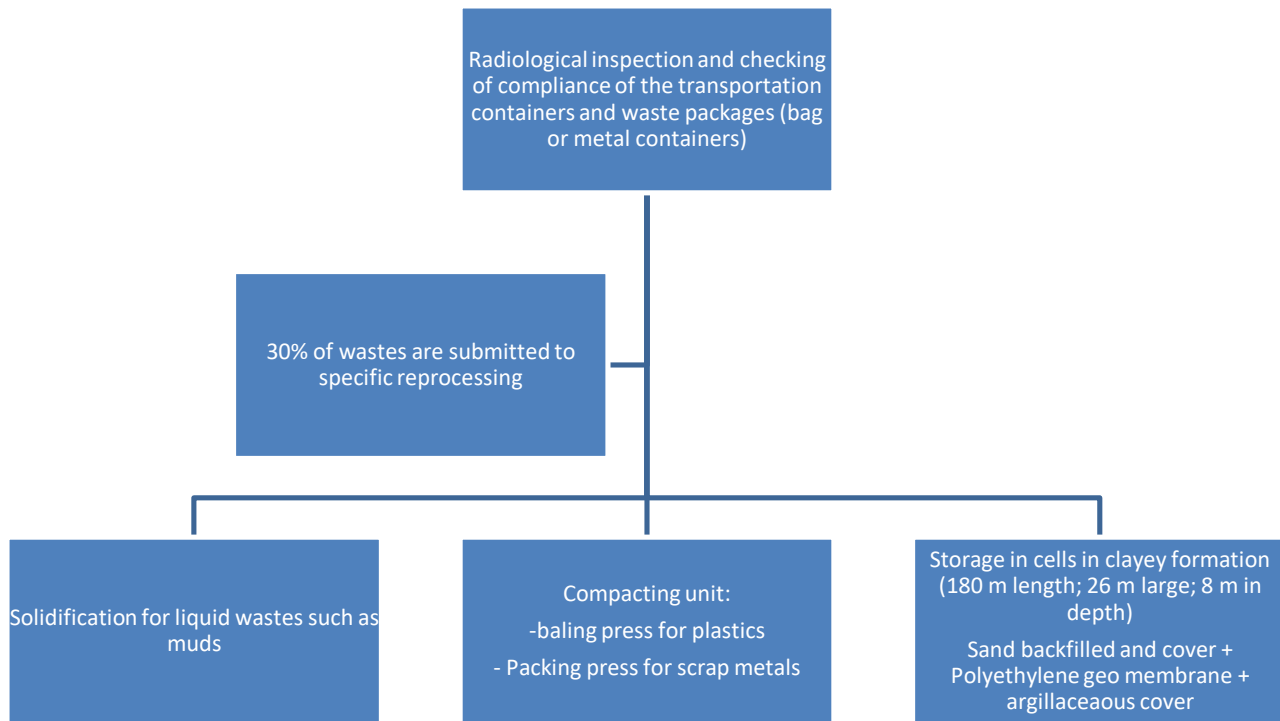 Radiological inspection and checking
of compliance of the transportation
containers and waste packages (bag
or metal containers)
30% of wastes are submitted to
specific reprocessing
Solidification for liquid wastes such as
muds
Compacting unit:
-baling press for plastics
- Packing press for scrap metals
Storage in cells in clayey formation
(180 m length; 26 m large; 8 m in
depth)
Sand backfilled and cover +
Polyethylene geo membrane +
argillaceaous cover